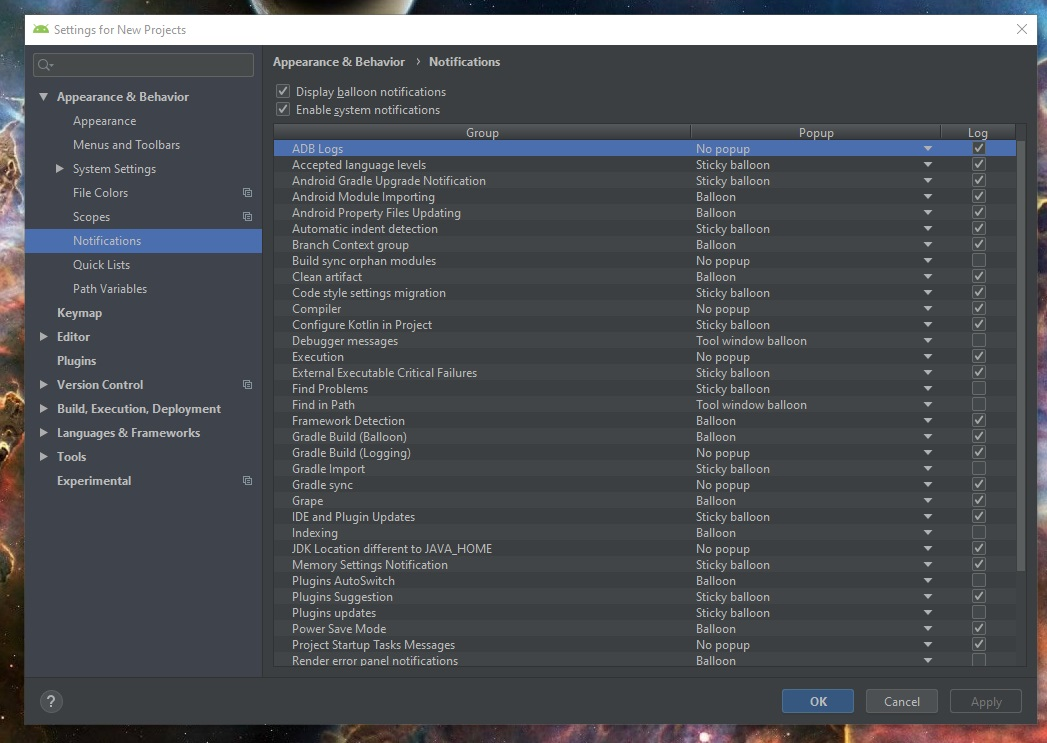 Settings for New Projects
Appearance & Behavior
Appearance
Menus and Toolbars
System Settings
File Colors
Scopes
Notifications
Quick Lists
Path Variables
Keymap
Editor
Plugins
Version Control
Build, Execution, Deployment
Languages & Frameworks
Tools
Experimental
Appearance & Behavior › Notifications
Display balloon notifications
Enable system notifications
Group Popup Log
ADB Logs No popup
Accepted language levels Sticky balloon
Android Gradle Upgrade Notification Sticky balloon
Android Module Importing Balloon
Android Property Files Updating Balloon
Automatic indent detection Sticky balloon
Branch Context group Balloon
Build sync orphan modules No popup
Clean artifact Balloon
Code style settings migration Sticky balloon
Compiler No popup
Configure Kotlin in Project Sticky balloon
Debugger messages Tool window balloon
Execution No popup
External Executable Critical Failures Sticky balloon
Find Problems Sticky balloon
Find in Path Tool window balloon
Framework Detection Balloon
Gradle Build (Balloon) Balloon
Gradle Build (Logging) No popup
Gradle Import Sticky balloon
Gradle sync No popup
Grape Balloon
IDE and Plugin Updates Sticky balloon
Indexing Balloon
JDK Location different to JAVA_HOME No popup
Memory Settings Notification Sticky balloon
Plugins AutoSwitch Balloon
Plugins Suggestion Sticky balloon
Plugins updates Sticky balloon
Power Save Mode Balloon
Project Startup Tasks Messages No popup
Render error panel notifications Balloon
? OK Cancel Apply